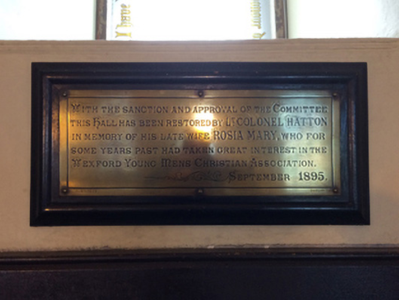 I have
WITH THE SANCTION AND APPROVAL OF THE COMMITTEE
THIS HALL HAS BEEN RESTORED BY Lt COLONEL HATTON
IN MEMORY OF HIS LATE WIFE ROSIA MARY, WHO FOR
SOME YEARS PAST HAD TAKEN GREAT INTEREST IN THE
WEXFORD YOUNG MENS CHRISTIAN ASSOCIATION.
SEPTEMBER 1895.